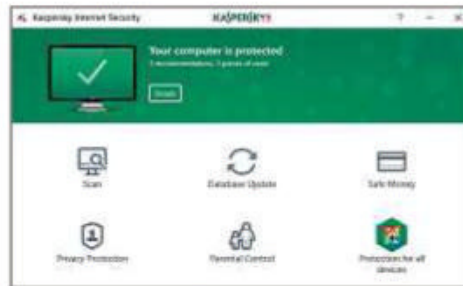 Kaspersky Internet Security
KASPERSKY
?
Your computer is protected
Details
Scan
Database Update
Safe Money
Privacy Protection
Parental Control
Protection for all
devices